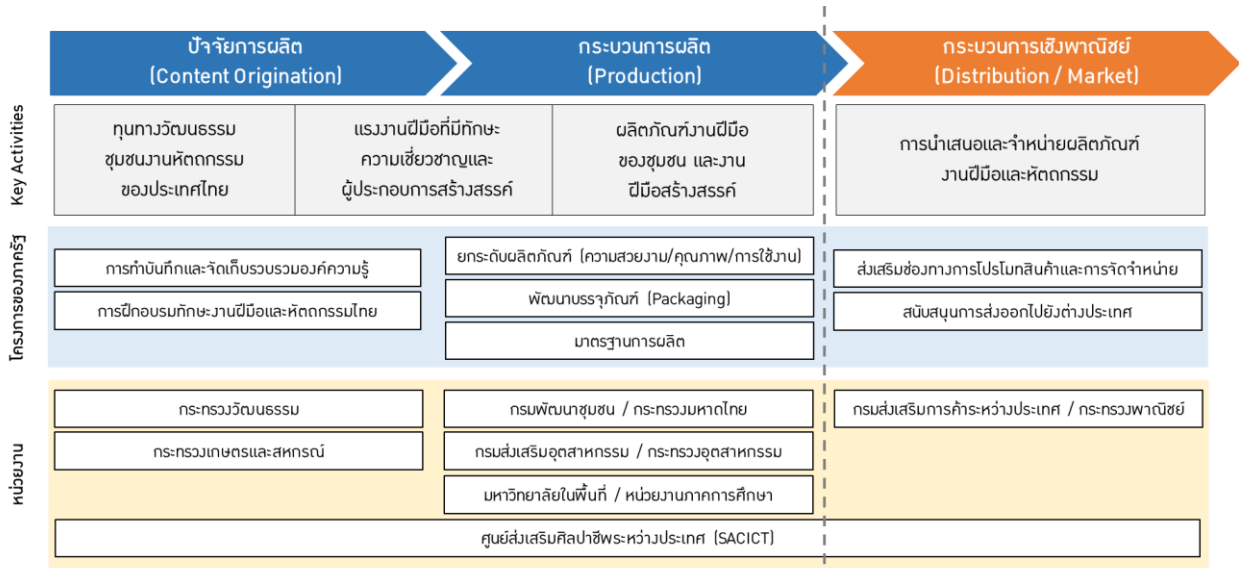 ปัจจัยการผลิต
(Content Origination)
กระบวนการผลิต
(Production)
กระบวนการเชิงพาณิชย์
(Distribution / Market)
Key Activities
ทุนทางวัฒนธรรม
ชุมชนงานหัตถกรรม
ของประเทศไทย
แรงงานฝีมือที่มีทักษะ
ความเชี่ยวชาญและ
ผู้ประกอบการสร้างสรรค์
ผลิตภัณฑ์งานฝีมือ
ของชุมชน และงาน
ฝีมือสร้างสรรค์
การนำเสนอและจำหน่ายผลิตภัณฑ์
งานฝีมือและหัตถกรรม
โครงการของภาครัฐ
การทำบันทึกและจัดเก็บรวบรวมองค์ความรู้
การฝึกอบรมทักษะงานฝีมือและหัตถกรรมไทย
ยกระดับผลิตภัณฑ์ (ความสวยงาม/คุณภาพ/การใช้งาน)
พัฒนาบรรจุภัณฑ์ (Packaging)
มาตรฐานการผลิต
ส่งเสริมช่องทางการโปรโมทสินค้าและการจัดจำหน่าย
สนับสนุนการส่งออกไปยังต่างประเทศ
หน่วยงาน
กระทรวงวัฒนธรรม
กระทรวงเกษตรและสหกรณ์
กรมพัฒนาชุมชน / กระทรวงมหาดไทย
กรมส่งเสริมอุตสาหกรรม / กระทรวงอุตสาหกรรม
มหาวิทยาลัยในพื้นที่ / หน่วยงานภาคการศึกษา
กรมส่งเสริมการค้าระหว่างประเทศ / กระทรวงพาณิชย์
ศูนย์ส่งเสริมศิลปาชีพระหว่างประเทศ (SACICT)